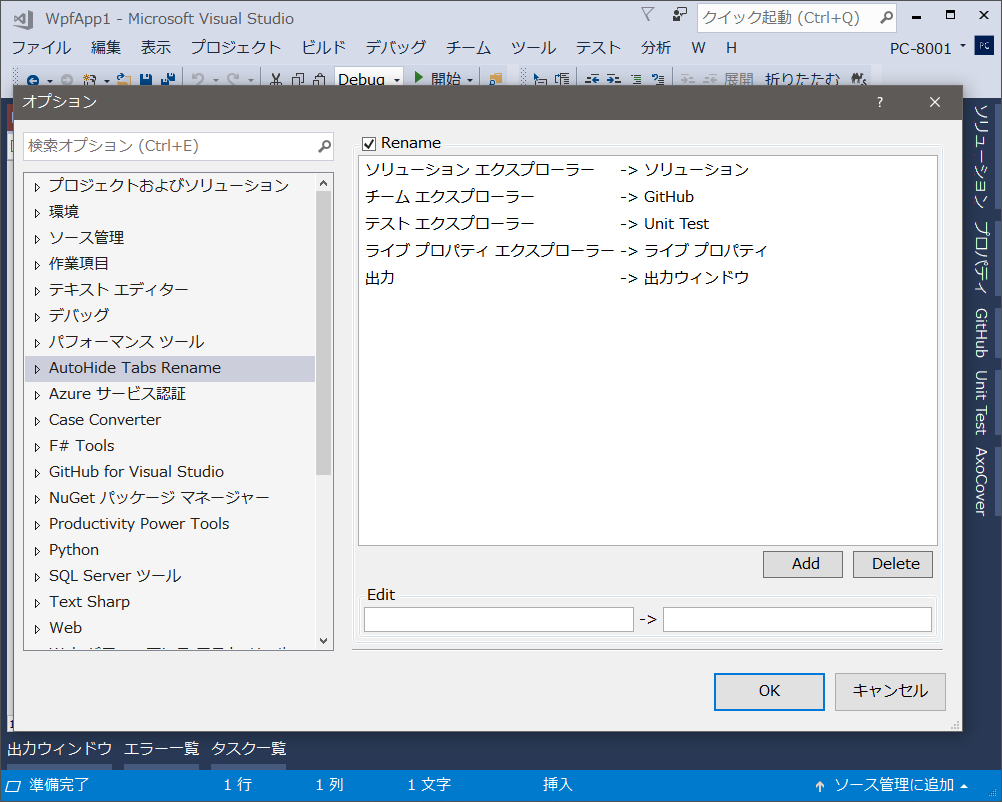 WpfApp1 - Microsoft Visual Studio
クイック起動 (Ctrl+Q)
ファイル 編集 表示 プロジェクト ビルド デバッグ チーム ツール テスト 分析 W H
PC-8001 PC
Debug 開始 展開 折りたたむ
オプション ?
検索オプション (Ctrl+E)
プロジェクトおよびソリューション
環境
ソース管理
作業項目
テキスト エディター
デバッグ
パフォーマンス ツール
AutoHide Tabs Rename
Azure サービス認証
Case Converter
F# Tools
GitHub for Visual Studio
NuGet パッケージ マネージャー
Productivity Power Tools
Python
SQL Server ツール
Text Sharp
Web
Rename
ソリューション エクスプローラー -> ソリューション
チーム エクスプローラー -> GitHub
テスト エクスプローラー -> Unit Test
ライブ プロパティ エクスプローラー -> ライブ プロパティ
出力 -> 出力ウィンドウ
Add Delete
Edit
->
OK キャンセル
ソリューション
プロパティ
GitHub
Unit Test
AxoCover
出力ウィンドウ エラー一覧 タスク一覧
準備完了 1 行 1 列 1 文字 挿入 ソース管理に追加